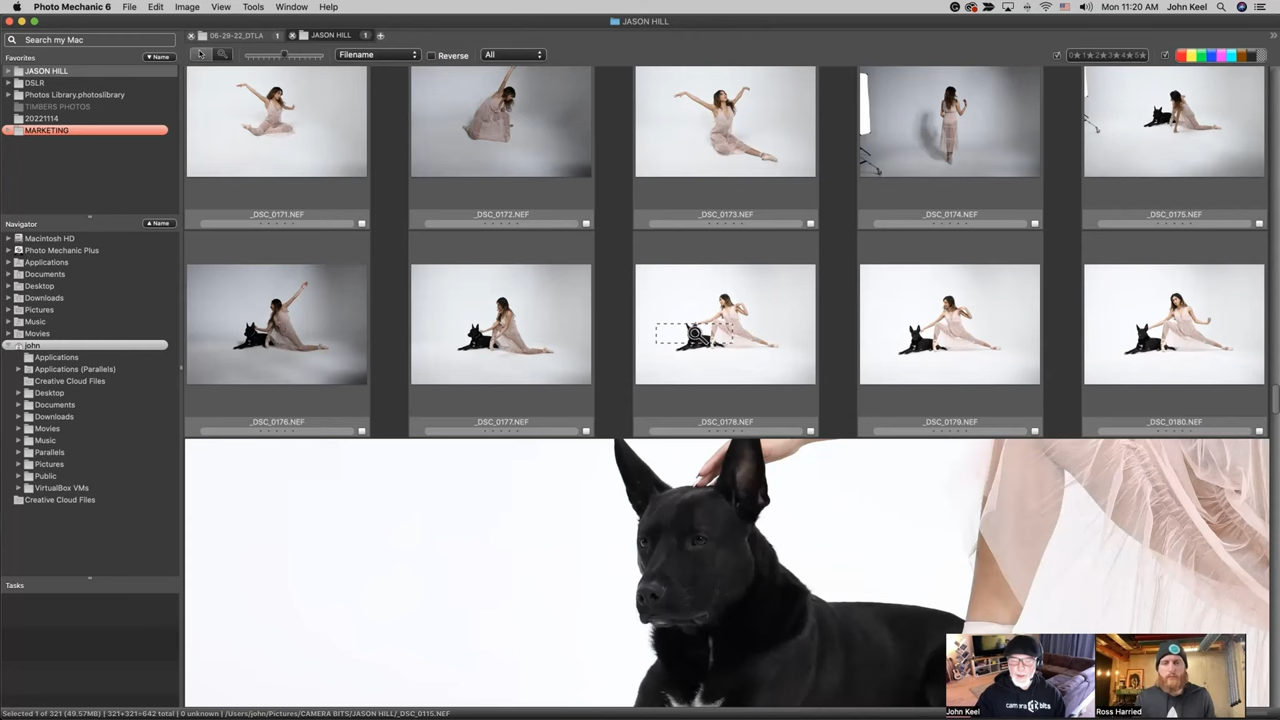 Photo Mechanic 6 File Edit Image View Tools Window Help Mon 11:20 AM John Keel
JASON HILL
06-29-22_DTLA 1 JASON HILL 1
Search my Mac
Filename Reverse All
Favorites Name
JASON HILL
DSLR
Photos Library.photoslibrary
TIMBERS PHOTOS
20221114
MARKETING
_DSC_0171.NEF _DSC_0172.NEF _DSC_0173.NEF _DSC_0174.NEF _DSC_0175.NEF
Navigator Name
Macintosh HD
Photo Mechanic Plus
Applications
Documents
Desktop
Downloads
Pictures
Music
Movies
john
Applications
Applications (Parallels)
Creative Cloud Files
Desktop
Documents
Downloads
Movies
Music
Parallels
Pictures
Public
VirtualBox VMs
Creative Cloud Files
_DSC_0176.NEF _DSC_0177.NEF _DSC_0178.NEF _DSC_0179.NEF _DSC_0180.NEF
Tasks
camera bits
John Keel Ross Harried
Selected 1 of 321 (49.57MB) | 321+321=642 total | 0 unknown | /Users/john/Pictures/CAMERA BITS/JASON HILL/_DSC_0115.NEF